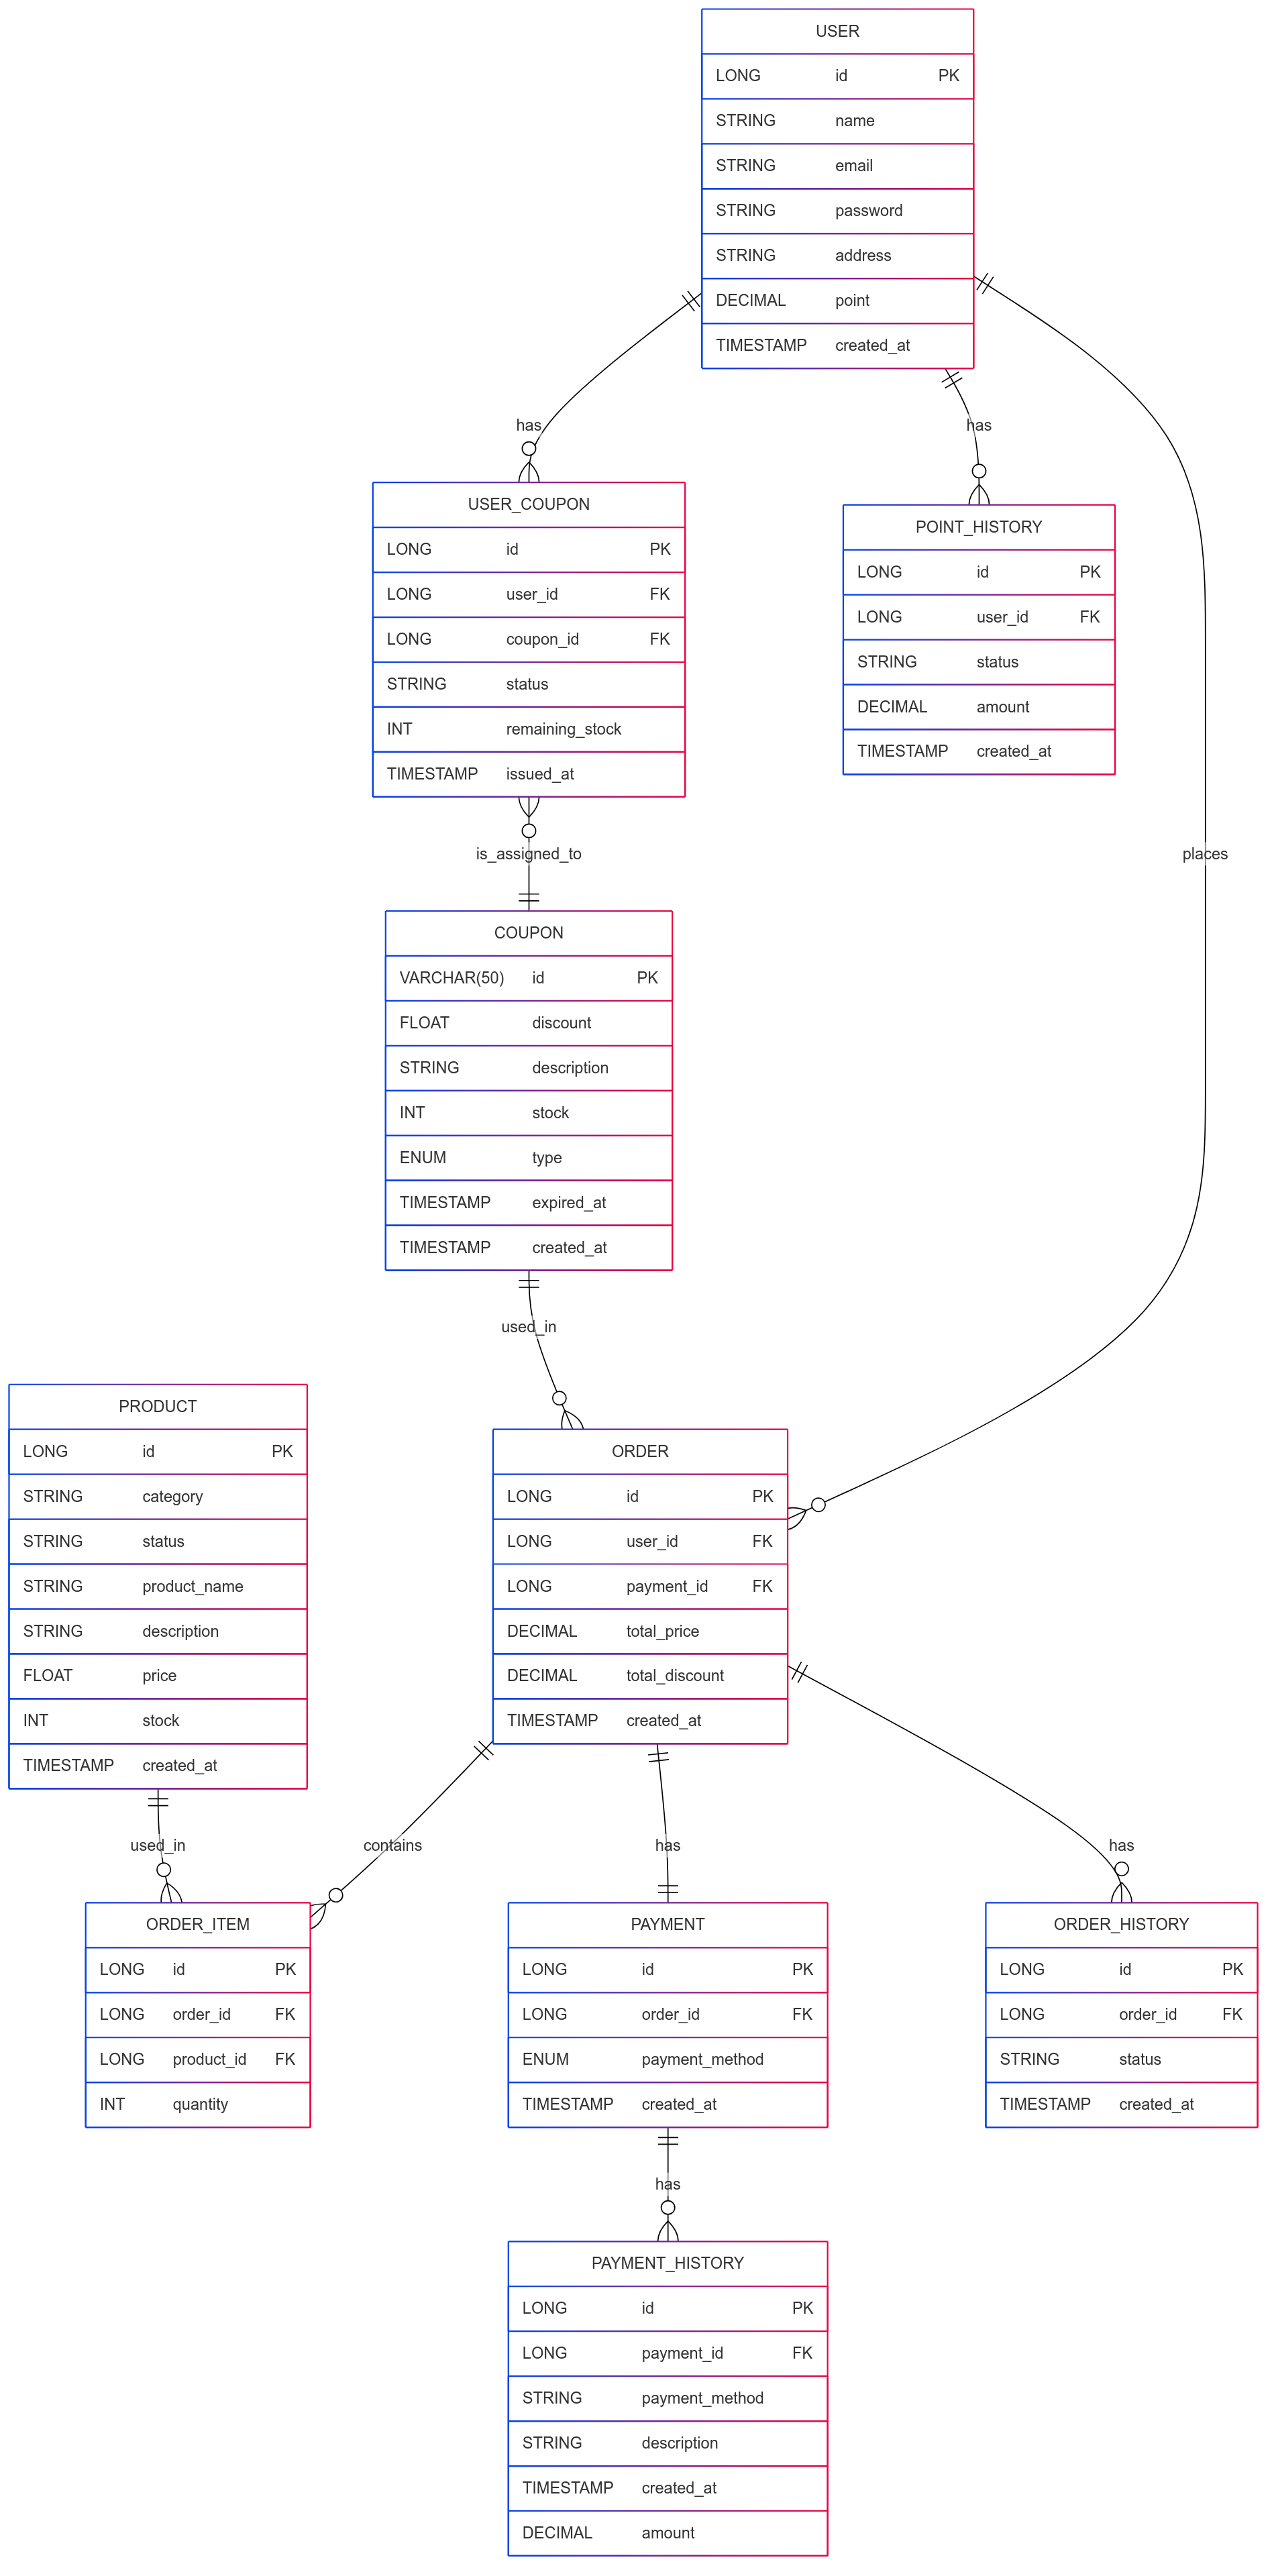 USER
LONG id PK
STRING name
STRING email
STRING password
STRING address
DECIMAL point
TIMESTAMP created_at
has
has
places
USER_COUPON
LONG id PK
LONG user_id FK
LONG coupon_id FK
STRING status
INT remaining_stock
TIMESTAMP issued_at
POINT_HISTORY
LONG id PK
LONG user_id FK
STRING status
DECIMAL amount
TIMESTAMP created_at
is_assigned_to
COUPON
VARCHAR(50) id PK
FLOAT discount
STRING description
INT stock
ENUM type
TIMESTAMP expired_at
TIMESTAMP created_at
used_in
PRODUCT
LONG id PK
STRING category
STRING status
STRING product_name
STRING description
FLOAT price
INT stock
TIMESTAMP created_at
ORDER
LONG id PK
LONG user_id FK
LONG payment_id FK
DECIMAL total_price
DECIMAL total_discount
TIMESTAMP created_at
used_in
contains
has
has
ORDER_ITEM
LONG id PK
LONG order_id FK
LONG product_id FK
INT quantity
PAYMENT
LONG id PK
LONG order_id FK
ENUM payment_method
TIMESTAMP created_at
ORDER_HISTORY
LONG id PK
LONG order_id FK
STRING status
TIMESTAMP created_at
has
PAYMENT_HISTORY
LONG id PK
LONG payment_id FK
STRING payment_method
STRING description
TIMESTAMP created_at
DECIMAL amount